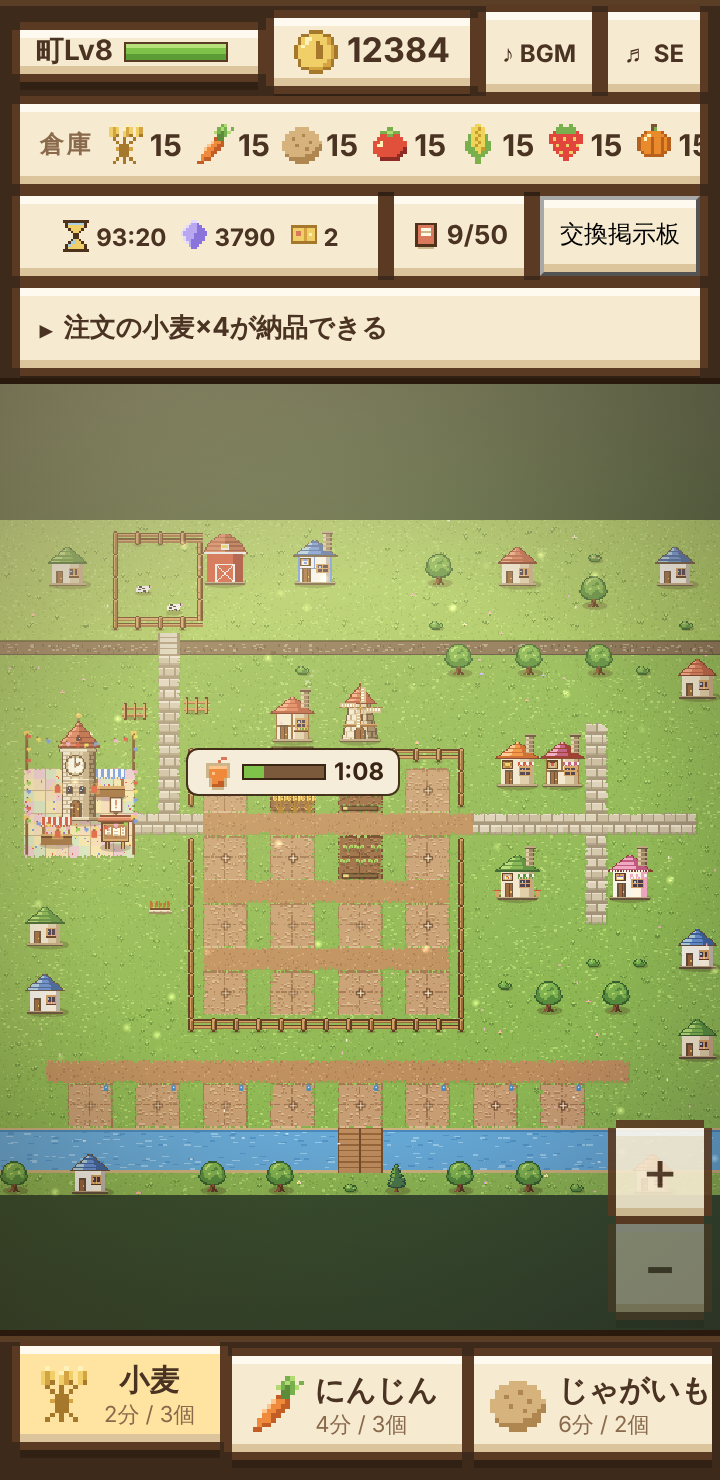 町Lv8 12384 ♪ BGM ♬ SE
倉庫 15 15 15 15 15 15 15
93:20 3790 2 9/50 交換掲示板
▶ 注文の小麦×4が納品できる
1:08
+
−
小麦 にんじん じゃがいも
2分 / 3個 4分 / 3個 6分 / 2個